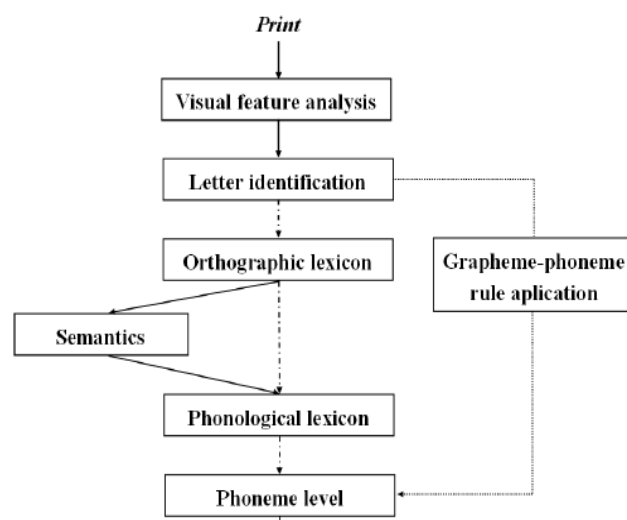 Print
Visual feature analysis
Letter identification
Orthographic lexicon
Grapheme-phoneme
rule aplication
Semantics
Phonological lexicon
Phoneme level